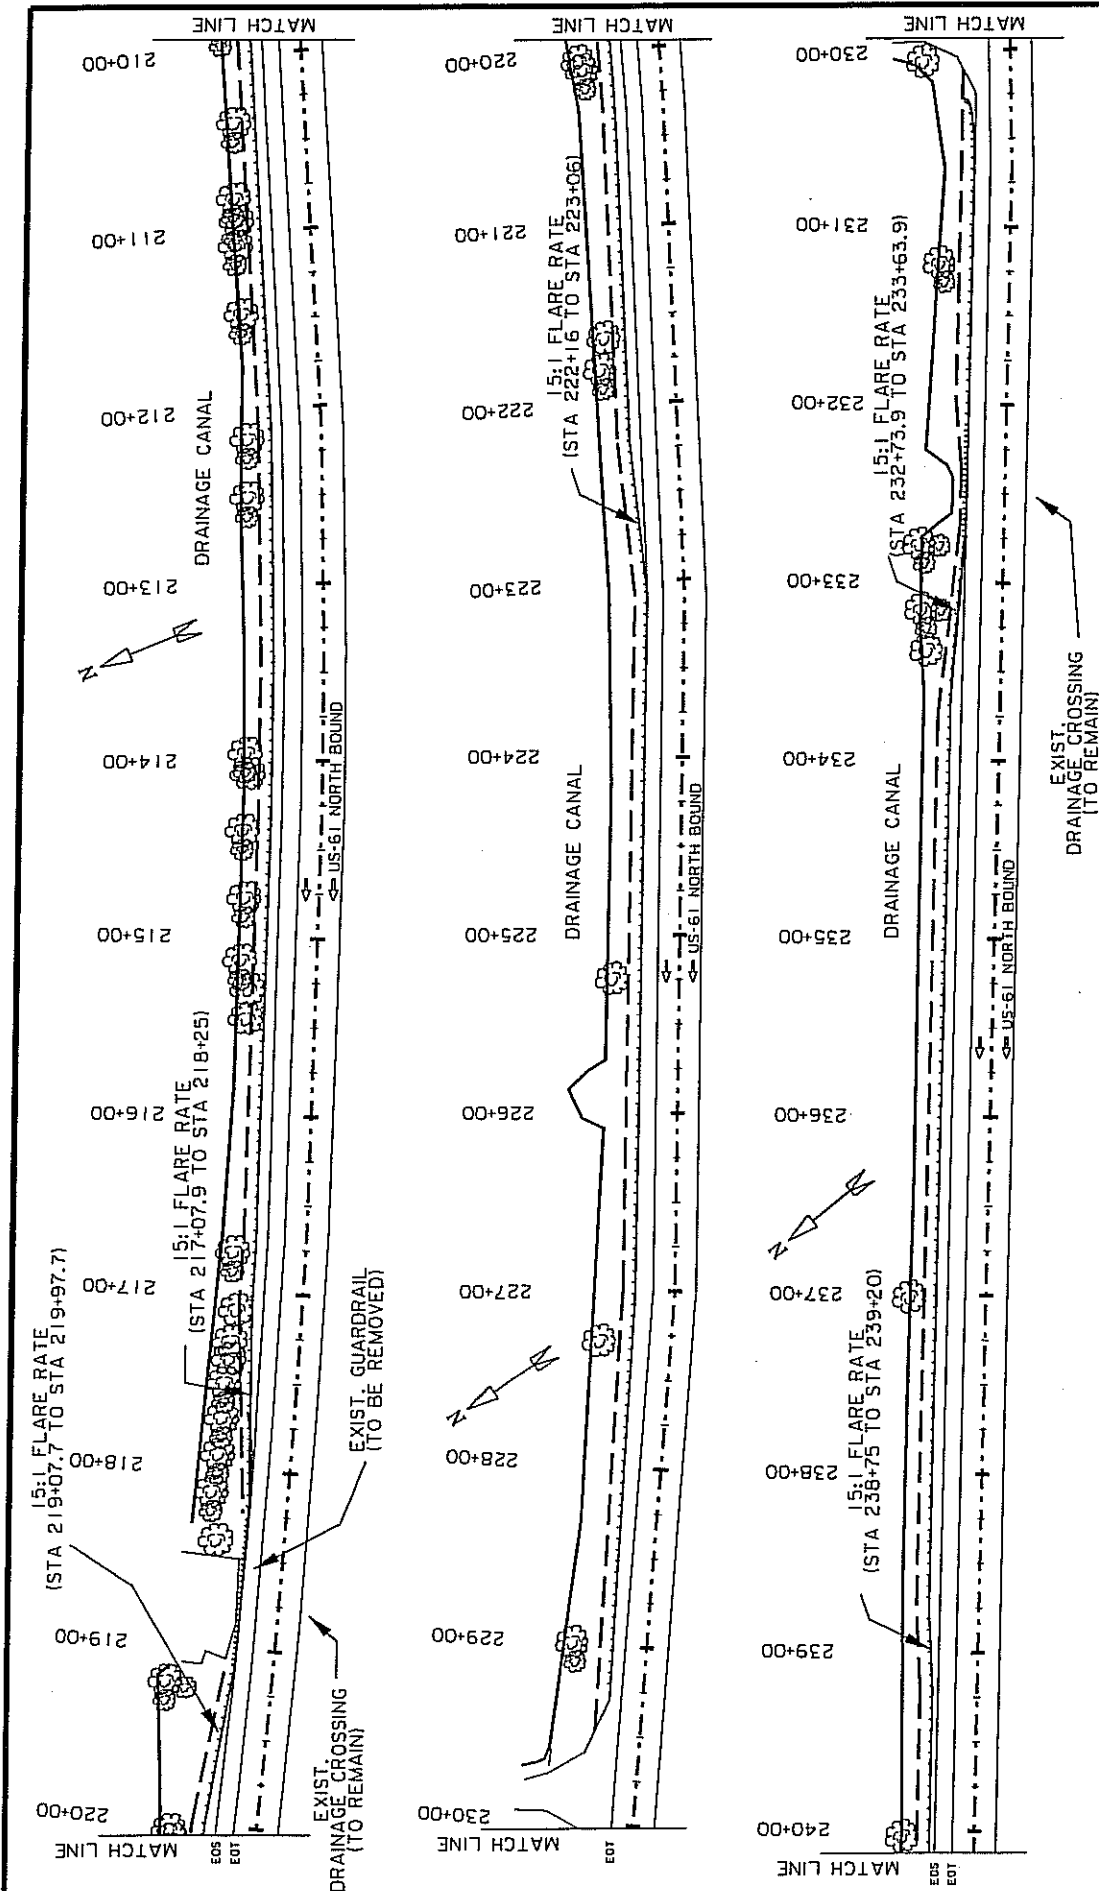 MATCH LINE
210+00
211+00
212+00
DRAINAGE CANAL
213+00
N
214+00
US-61 NORTH BOUND
215+00
216+00
15:1 FLARE RATE
(STA 217+07.9 TO STA 218+25)
217+00
EXIST. GUARDRAIL
(TO BE REMOVED)
218+00
15:1 FLARE RATE
(STA 219+07.7 TO STA 219+97.7)
219+00
EXIST.
DRAINAGE CROSSING
(TO REMAIN)
220+00
MATCH LINE
EOS
EOT
MATCH LINE
220+00
221+00
15:1 FLARE RATE
(STA 222+16 TO STA 223+06)
222+00
223+00
224+00
DRAINAGE CANAL
225+00
US-61 NORTH BOUND
226+00
227+00
N
228+00
229+00
230+00
MATCH LINE
EOT
MATCH LINE
230+00
231+00
15:1 FLARE RATE
(STA 232+73.9 TO STA 233+63.9)
232+00
233+00
EXIST.
DRAINAGE CROSSING
(TO REMAIN)
234+00
DRAINAGE CANAL
235+00
US-61 NORTH BOUND
236+00
N
237+00
15:1 FLARE RATE
(STA 238+75 TO STA 239+20)
238+00
239+00
240+00
MATCH LINE
EOS
EOT